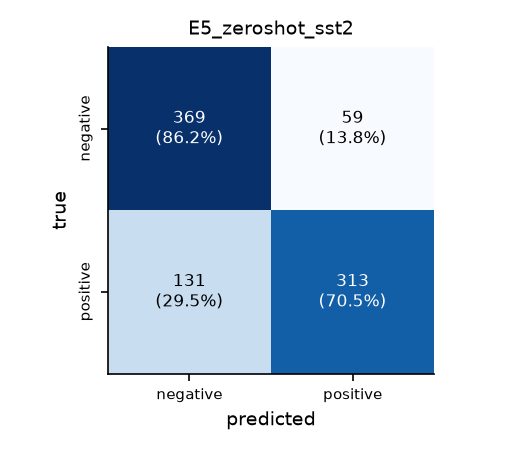 E5_zeroshot_sst2
true
negative
positive
369
(86.2%)
59
(13.8%)
131
(29.5%)
313
(70.5%)
negative
positive
predicted